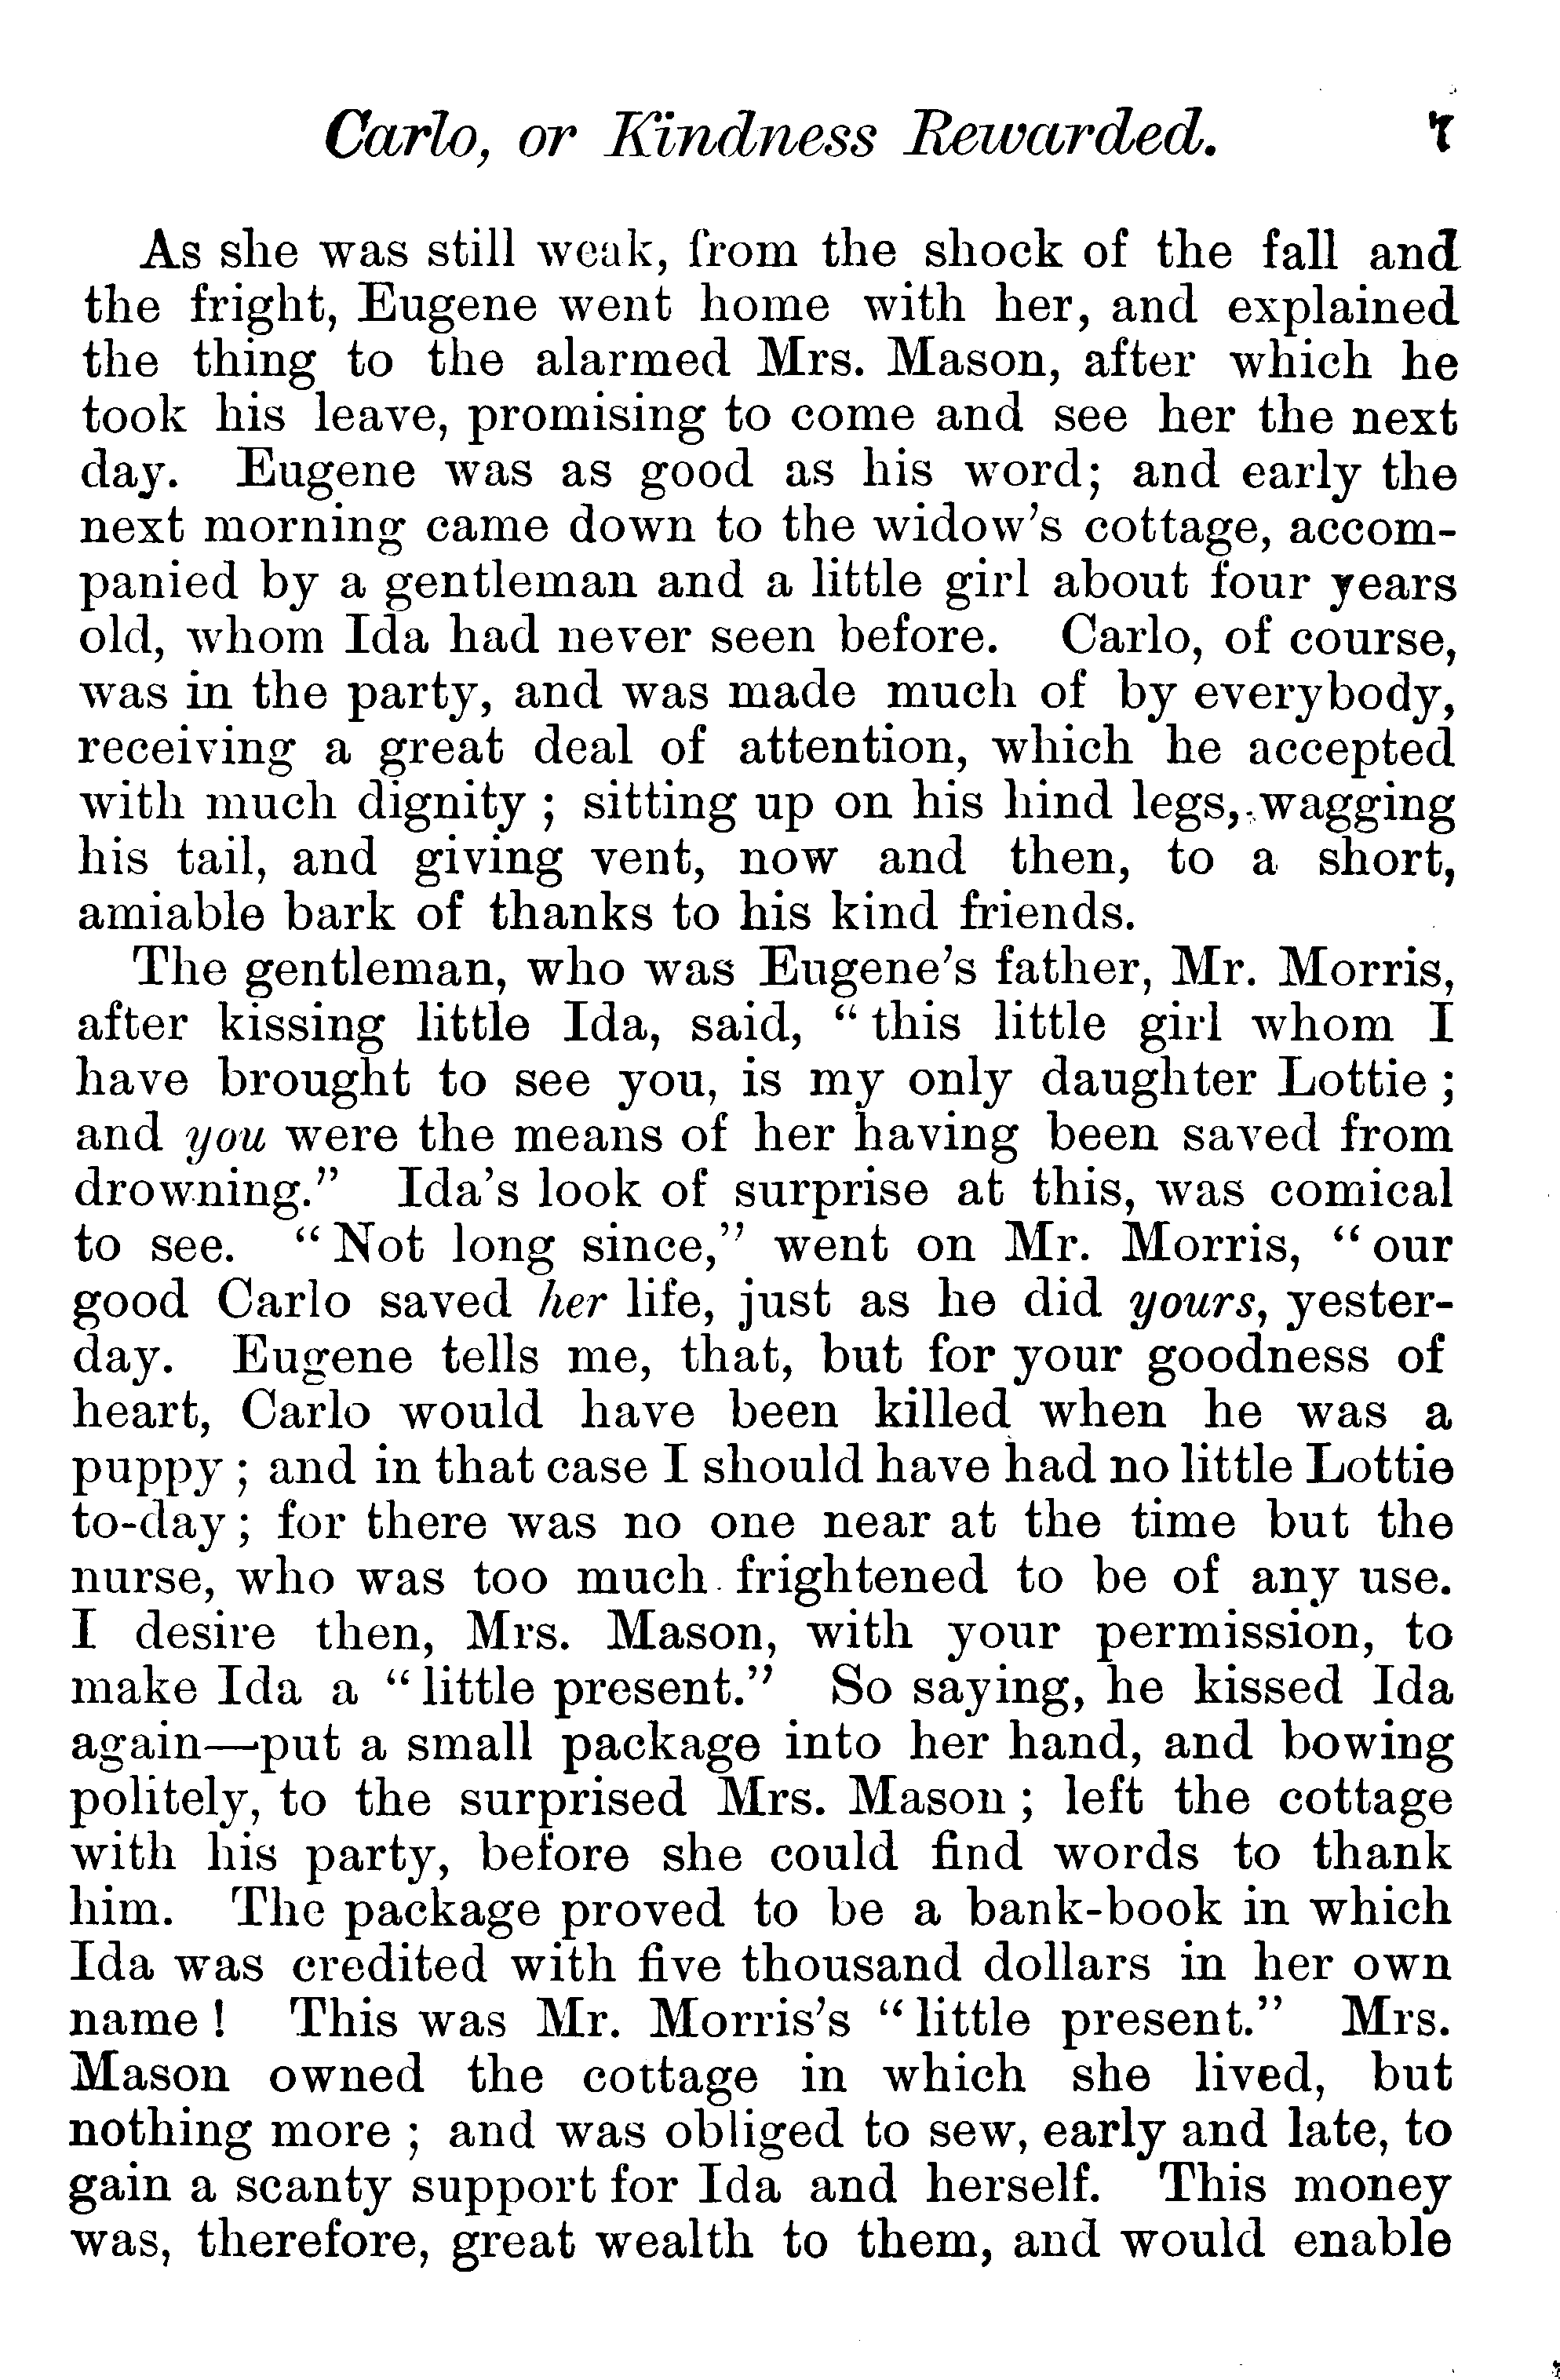 Carlo, or Kindness Rewarded. 7
As she was still weak, from the shock of the fall and
the fright, Eugene went home with her, and explained
the thing to the alarmed Mrs. Mason, after which he
took his leave, promising to come and see her the next
day. Eugene was as good as his word; and early the
next morning came down to the widow's cottage, accom-
panied by a gentleman and a little girl about four years
old, whom Ida had never seen before. Carlo, of course,
was in the party, and was made much of by everybody,
receiving a great deal of attention, which he accepted
with much dignity ; sitting up on his hind legs, wagging
his tail, and giving vent, now and then, to a short,
amiable bark of thanks to his kind friends.
The gentleman, who was Eugene's father, Mr. Morris,
after kissing little Ida, said, “ this little girl whom I
have brought to see you, is my only daughter Lottie ;
and you were the means of her having been saved from
drowning.” Ida's look of surprise at this, was comical
to see. “ Not long since,” went on Mr. Morris, “ our
good Carlo saved her life, just as he did yours, yester-
day. Eugene tells me, that, but for your goodness of
heart, Carlo would have been killed when he was a
puppy ; and in that case I should have had no little Lottie
to-day ; for there was no one near at the time but the
nurse, who was too much frightened to be of any use.
I desire then, Mrs. Mason, with your permission, to
make Ida a “ little present.” So saying, he kissed Ida
again—put a small package into her hand, and bowing
politely, to the surprised Mrs. Mason ; left the cottage
with his party, before she could find words to thank
him. The package proved to be a bank-book in which
Ida was credited with five thousand dollars in her own
name ! This was Mr. Morris's “ little present.” Mrs.
Mason owned the cottage in which she lived, but
nothing more ; and was obliged to sew, early and late, to
gain a scanty support for Ida and herself. This money
was, therefore, great wealth to them, and would enable